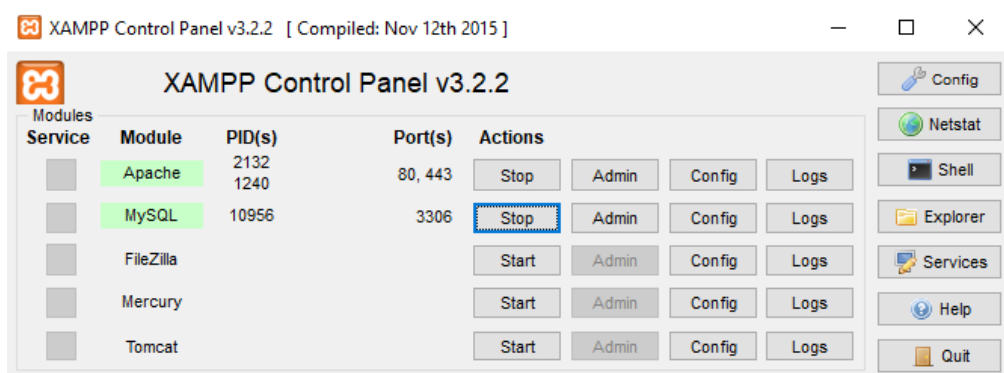 XAMPP Control Panel v3.2.2 [ Compiled: Nov 12th 2015 ]
XAMPP Control Panel v3.2.2
Config
Modules
Netstat
Service Module PID(s) Port(s) Actions
Apache 2132 1240 80, 443 Stop Admin Config Logs
Shell
MySQL 10956 3306 Stop Admin Config Logs
Explorer
FileZilla Start Admin Config Logs
Services
Mercury Start Admin Config Logs
Help
Tomcat Start Admin Config Logs
Quit